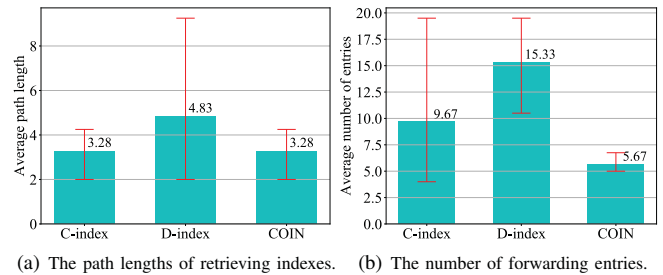 Average path length
8
6
4
2
0
3.28
4.83
3.28
C-index
D-index
COIN
(a) The path lengths of retrieving indexes.
Average number of entries
20.0
17.5
15.0
12.5
10.0
7.5
5.0
2.5
0.0
9.67
15.33
5.67
C-index
D-index
COIN
(b) The number of forwarding entries.